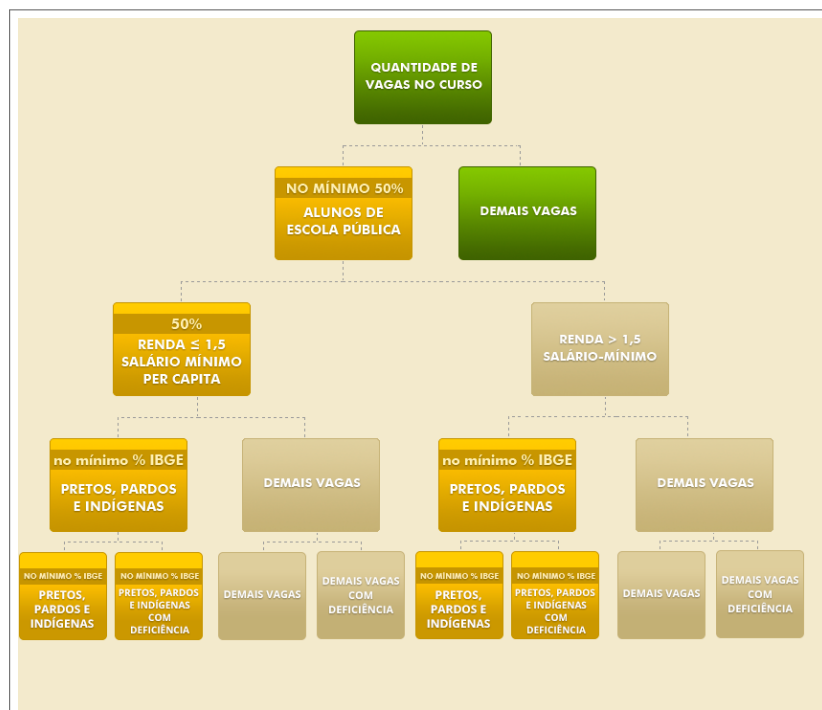 QUANTIDADE DE
VAGAS NO CURSO
NO MÍNIMO 50%
ALUNOS DE
ESCOLA PÚBLICA
DEMAIS VAGAS
50%
RENDA ≤ 1,5
SALÁRIO MÍNIMO
PER CAPITA
RENDA > 1,5
SALÁRIO-MÍNIMO
no mínimo % IBGE
PRETOS, PARDOS
E INDÍGENAS
DEMAIS VAGAS
no mínimo % IBGE
PRETOS, PARDOS
E INDÍGENAS
DEMAIS VAGAS
NO MÍNIMO % IBGE
PRETOS,
PARDOS E
INDÍGENAS
NO MÍNIMO % IBGE
PRETOS, PARDOS
E INDÍGENAS
COM
DEFICIÊNCIA
DEMAIS VAGAS
DEMAIS VAGAS
COM
DEFICIÊNCIA
NO MÍNIMO % IBGE
PRETOS,
PARDOS E
INDÍGENAS
NO MÍNIMO % IBGE
PRETOS, PARDOS
E INDÍGENAS
COM
DEFICIÊNCIA
DEMAIS VAGAS
DEMAIS VAGAS
COM
DEFICIÊNCIA